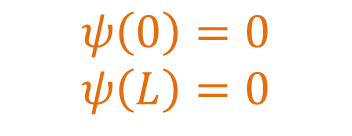 ψ(0) = 0
ψ(L) = 0